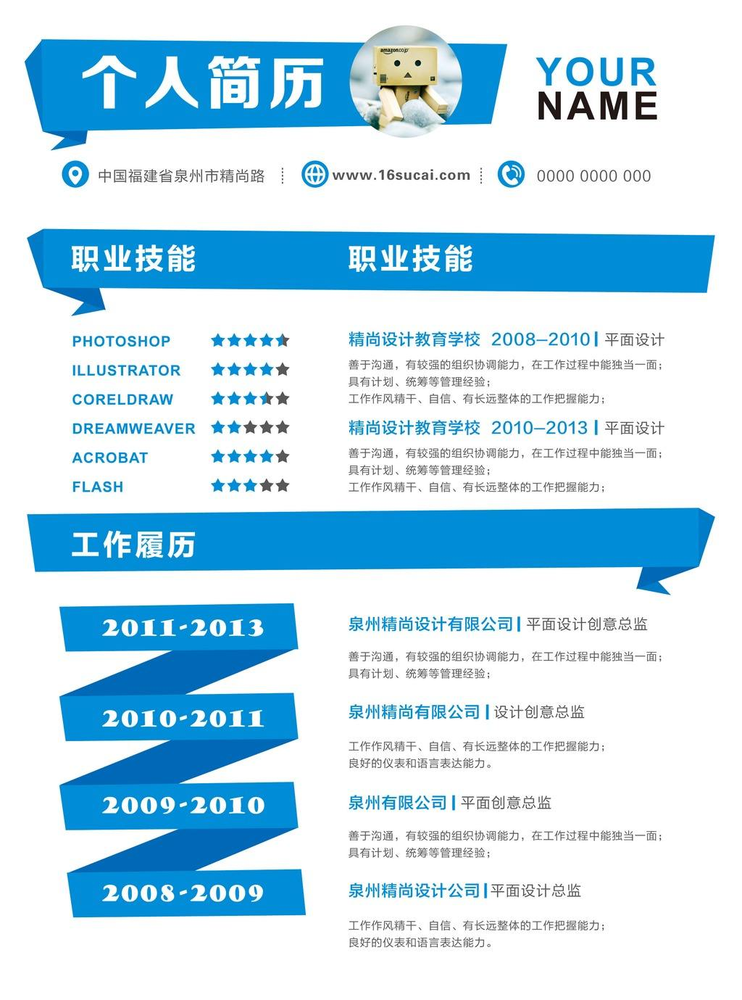 个人简历
amazon.co.jp
YOUR
NAME
中国福建省泉州市精尚路
www.16sucai.com
0000 0000 000
职业技能
职业技能
PHOTOSHOP
ILLUSTRATOR
CORELDRAW
DREAMWEAVER
ACROBAT
FLASH
精尚设计教育学校 2008–2010 平面设计
善于沟通，有较强的组织协调能力，在工作过程中能独当一面；
具有计划、统筹等管理经验；
工作作风精干、自信、有长远整体的工作把握能力；
精尚设计教育学校 2010–2013 平面设计
善于沟通，有较强的组织协调能力，在工作过程中能独当一面；
具有计划、统筹等管理经验；
工作作风精干、自信、有长远整体的工作把握能力；
工作履历
2011-2013
泉州精尚设计有限公司 平面设计创意总监
善于沟通，有较强的组织协调能力，在工作过程中能独当一面；
具有计划、统筹等管理经验；
2010-2011
泉州精尚有限公司 设计创意总监
工作作风精干、自信、有长远整体的工作把握能力；
良好的仪表和语言表达能力。
2009-2010
泉州有限公司 平面创意总监
善于沟通，有较强的组织协调能力，在工作过程中能独当一面；
具有计划、统筹等管理经验；
2008-2009
泉州精尚设计公司 平面设计总监
工作作风精干、自信、有长远整体的工作把握能力；
良好的仪表和语言表达能力。